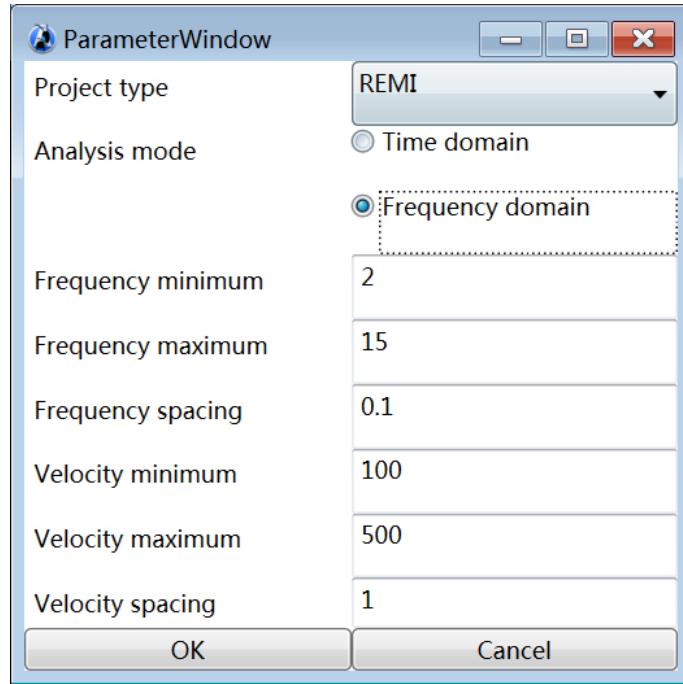 ParameterWindow
Project type REMI
Analysis mode Time domain
Frequency domain
Frequency minimum 2
Frequency maximum 15
Frequency spacing 0.1
Velocity minimum 100
Velocity maximum 500
Velocity spacing 1
OK Cancel